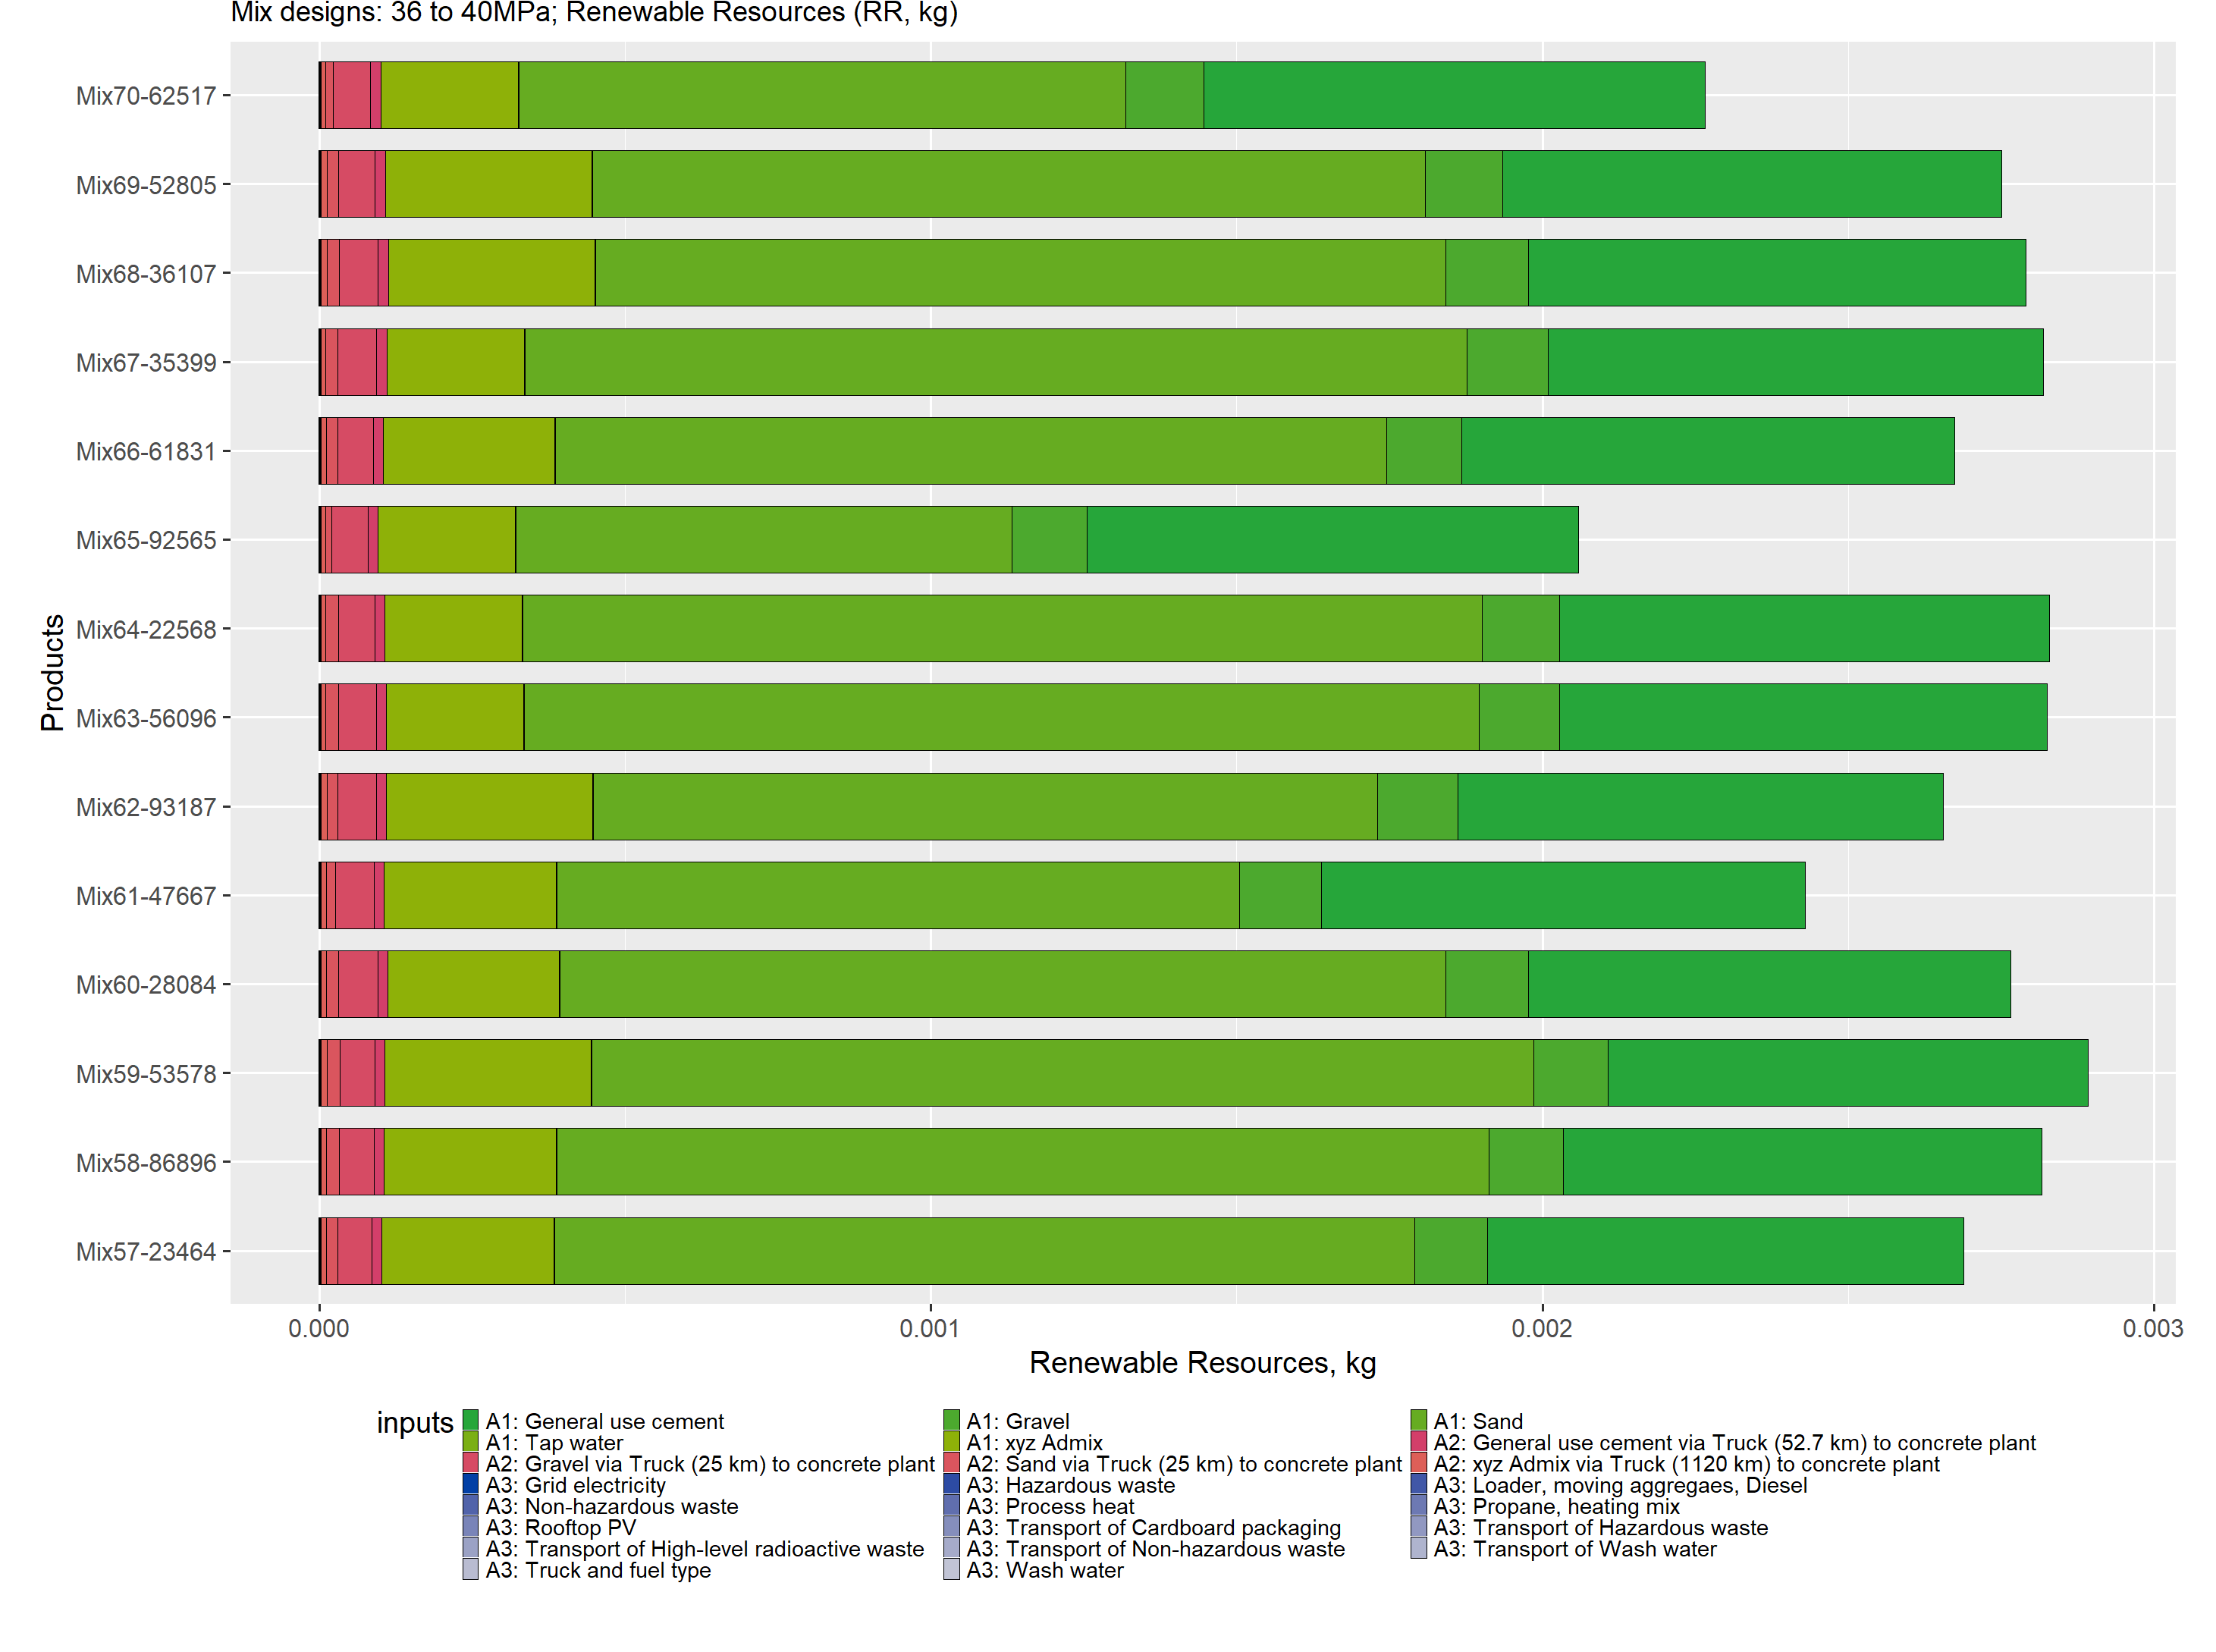 Mix designs: 36 to 40MPa; Renewable Resources (RR, kg)
Mix70-62517
Mix69-52805
Mix68-36107
Mix67-35399
Mix66-61831
Mix65-92565
Mix64-22568
Mix63-56096
Mix62-93187
Mix61-47667
Mix60-28084
Mix59-53578
Mix58-86896
Mix57-23464
Products
0.000 0.001 0.002 0.003
Renewable Resources, kg
inputs
A1: General use cement A1: Gravel A1: Sand
A1: Tap water A1: xyz Admix A2: General use cement via Truck (52.7 km) to concrete plant
A2: Gravel via Truck (25 km) to concrete plant A2: Sand via Truck (25 km) to concrete plant A2: xyz Admix via Truck (1120 km) to concrete plant
A3: Grid electricity A3: Hazardous waste A3: Loader, moving aggregaes, Diesel
A3: Non-hazardous waste A3: Process heat A3: Propane, heating mix
A3: Rooftop PV A3: Transport of Cardboard packaging A3: Transport of Hazardous waste
A3: Transport of High-level radioactive waste A3: Transport of Non-hazardous waste A3: Transport of Wash water
A3: Truck and fuel type A3: Wash water